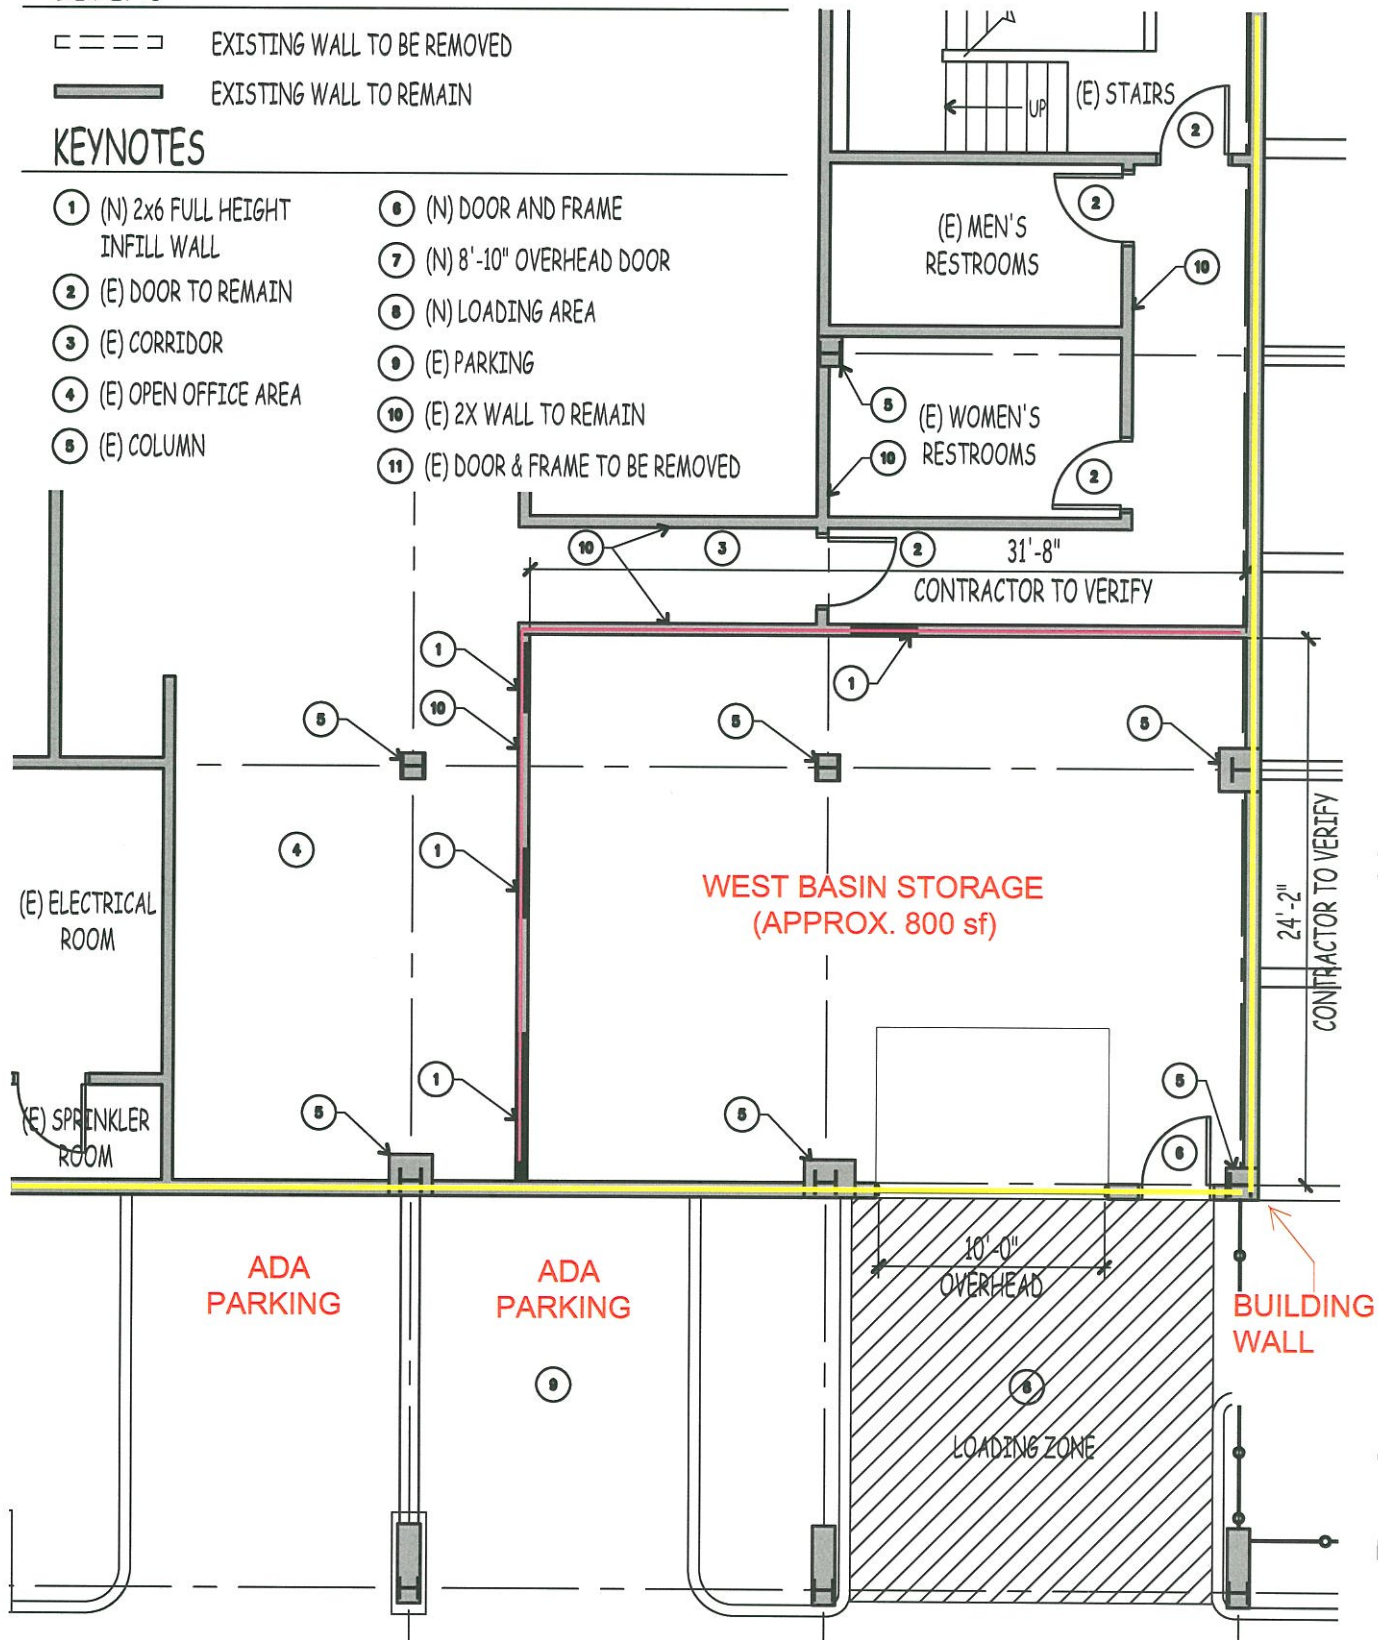 EXISTING WALL TO BE REMOVED
EXISTING WALL TO REMAIN
KEYNOTES
1 (N) 2x6 FULL HEIGHT
INFILL WALL
2 (E) DOOR TO REMAIN
3 (E) CORRIDOR
4 (E) OPEN OFFICE AREA
5 (E) COLUMN
6 (N) DOOR AND FRAME
7 (N) 8'-10" OVERHEAD DOOR
8 (N) LOADING AREA
9 (E) PARKING
10 (E) 2X WALL TO REMAIN
11 (E) DOOR & FRAME TO BE REMOVED
UP
(E) STAIRS
2
2
(E) MEN'S
RESTROOMS
10
5
(E) WOMEN'S
RESTROOMS
10
2
10
3
2
31'-8"
CONTRACTOR TO VERIFY
1
1
10
5
5
5
4
1
WEST BASIN STORAGE
(APPROX. 800 sf)
24'-2"
CONTRACTOR TO VERIFY
(E) ELECTRICAL
ROOM
1
5
5
5
6
(E) SPRINKLER
ROOM
ADA
PARKING
ADA
PARKING
10'-0"
OVERHEAD
BUILDING
WALL
9
8
LOADING ZONE